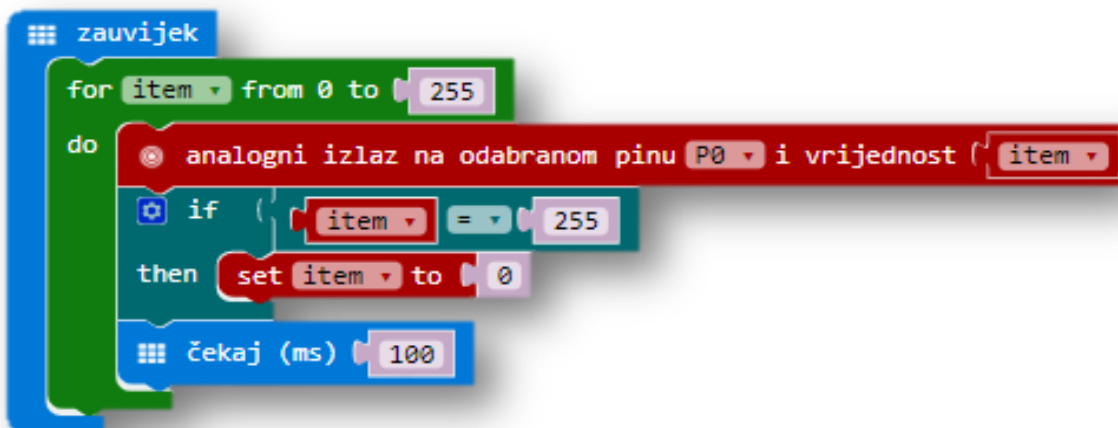 zauvijek
for item from 0 to 255
do analogni izlaz na odabranom pinu P0 i vrijednost item
if item = 255
then set item to 0
čekaj (ms) 100